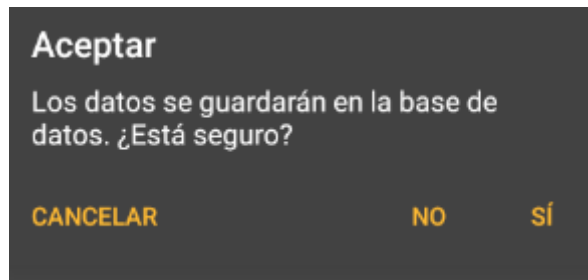 Aceptar
Los datos se guardarán en la base de
datos. ¿Está seguro?
CANCELAR NO SÍ